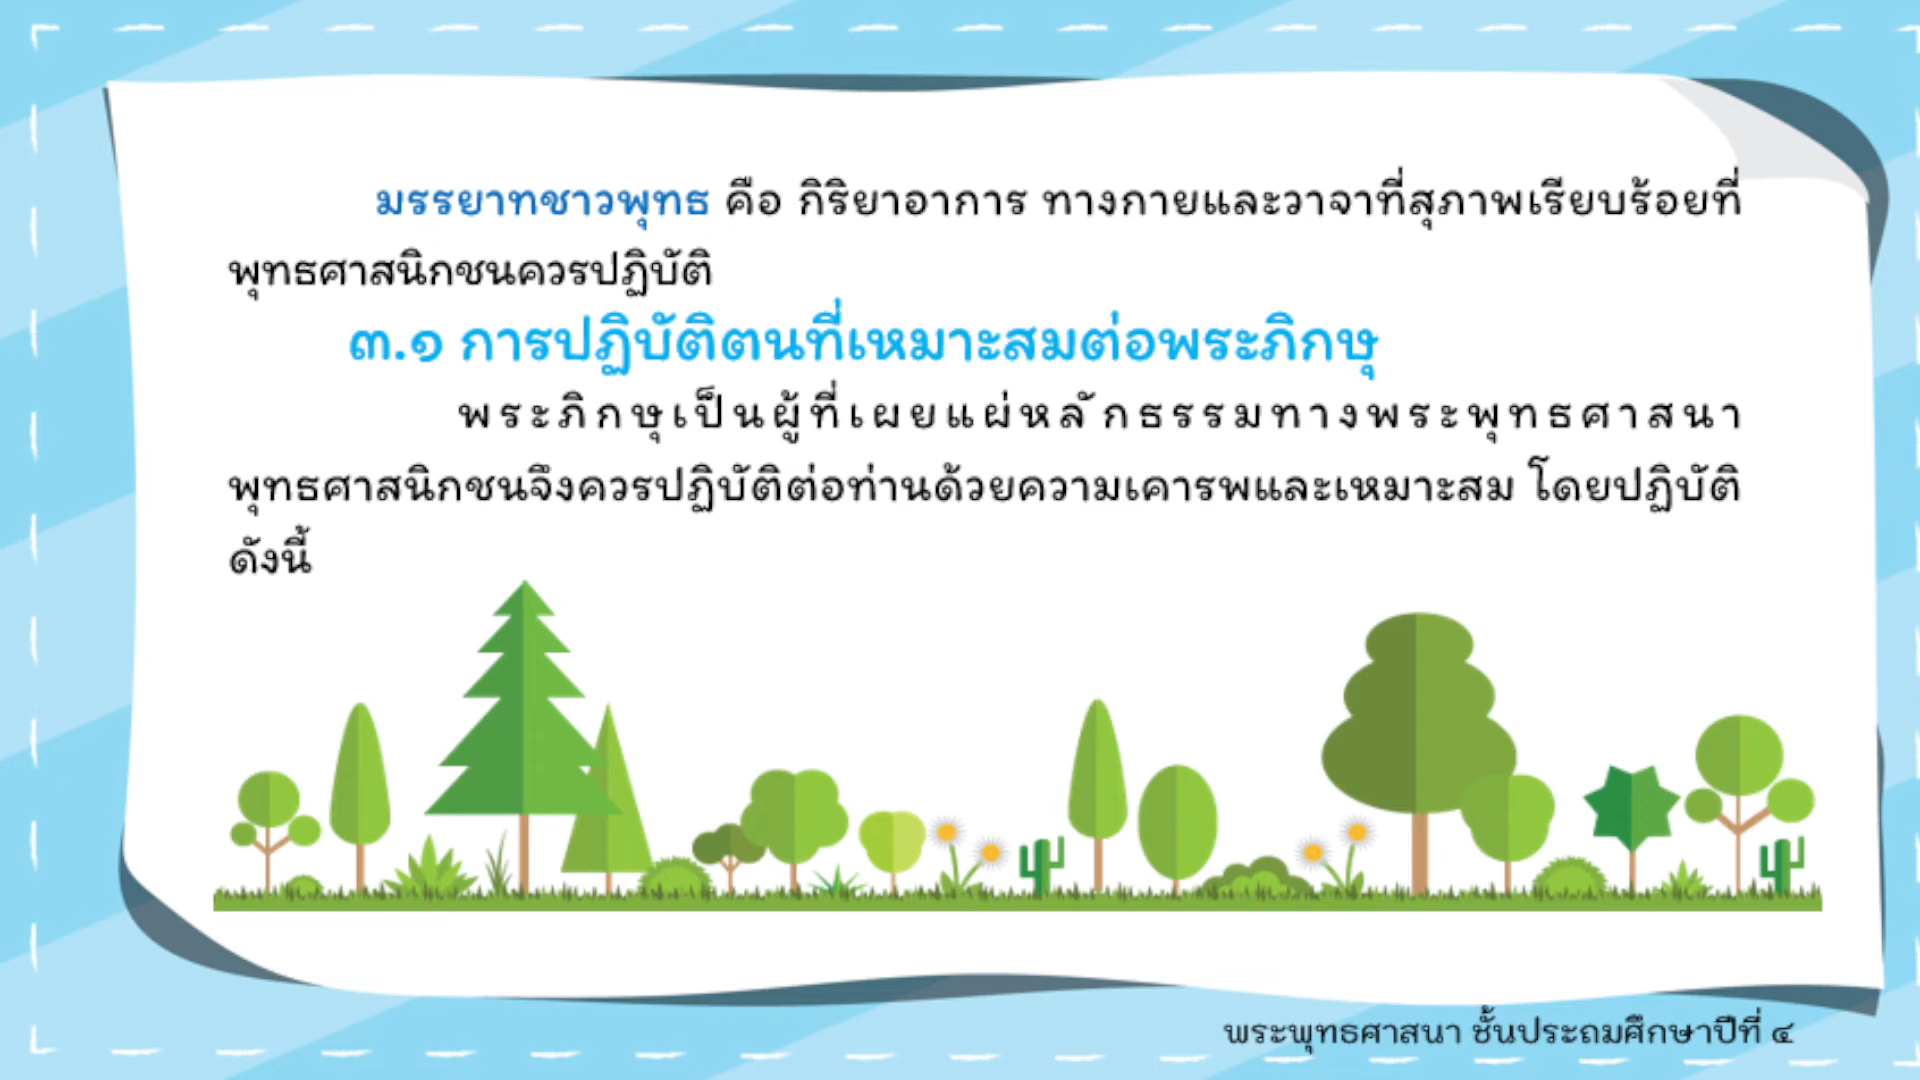 มรรยาทชาวพุทธ คือ กิริยาอาการ ทางกายและวาจาที่สุภาพเรียบร้อยที่
พุทธศาสนิกชนควรปฏิบัติ
๓.๑ การปฏิบัติตนที่เหมาะสมต่อพระภิกษุ
พระภิกษุเป็นผู้ที่เผยแผ่หลักธรรมทางพระพุทธศาสนา
พุทธศาสนิกชนจึงควรปฏิบัติต่อท่านด้วยความเคารพและเหมาะสม โดยปฏิบัติ
ดังนี้
พระพุทธศาสนา ชั้นประถมศึกษาปีที่ ๔